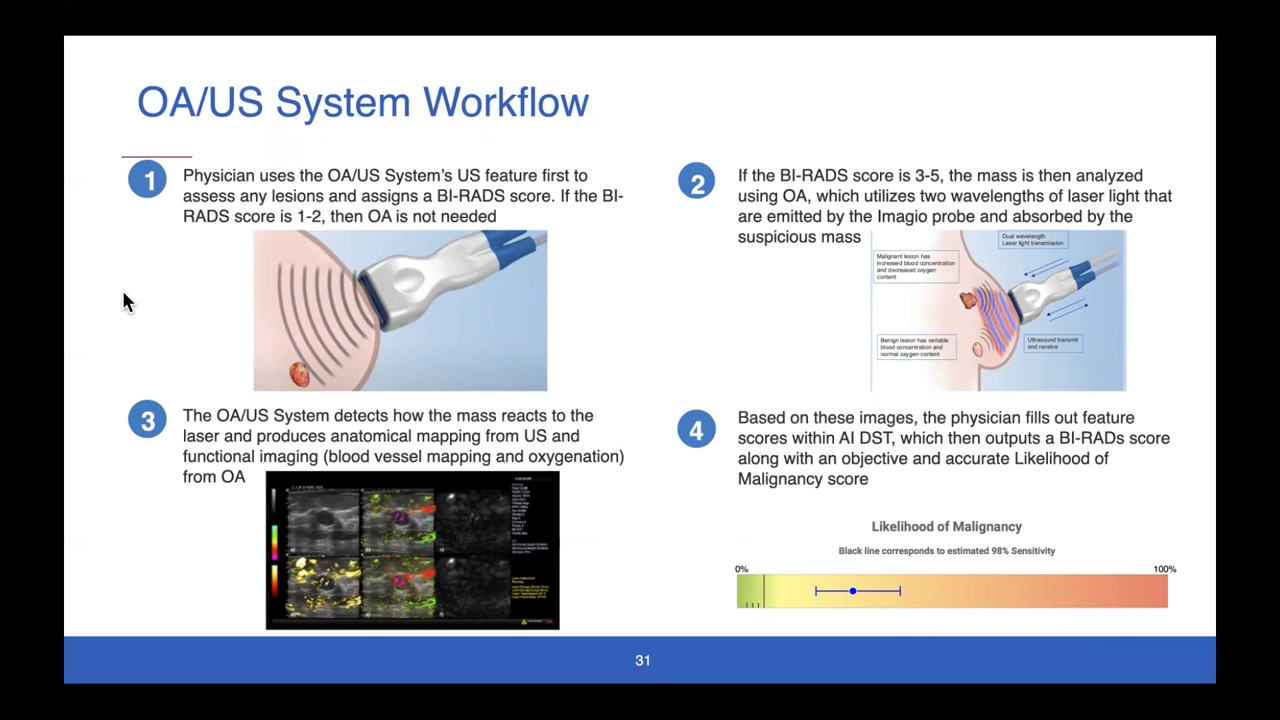 OA/US System Workflow
1
Physician uses the OA/US System's US feature first to
assess any lesions and assigns a BI-RADS score. If the BI-
RADS score is 1-2, then OA is not needed
2
If the BI-RADS score is 3-5, the mass is then analyzed
using OA, which utilizes two wavelengths of laser light that
are emitted by the Imagio probe and absorbed by the
suspicious mass
Dual wavelength
Laser light transmission
Malignant lesion has
increased blood concentration
and decreased oxygen
content
Benign lesion has variable
blood concentration and
normal oxygen content
Ultrasound transmit
and receive
3
The OA/US System detects how the mass reacts to the
laser and produces anatomical mapping from US and
functional imaging (blood vessel mapping and oxygenation)
from OA
4
Based on these images, the physician fills out feature
scores within AI DST, which then outputs a BI-RADs score
along with an objective and accurate Likelihood of
Malignancy score
Likelihood of Malignancy
Black line corresponds to estimated 98% Sensitivity
0%
100%
31